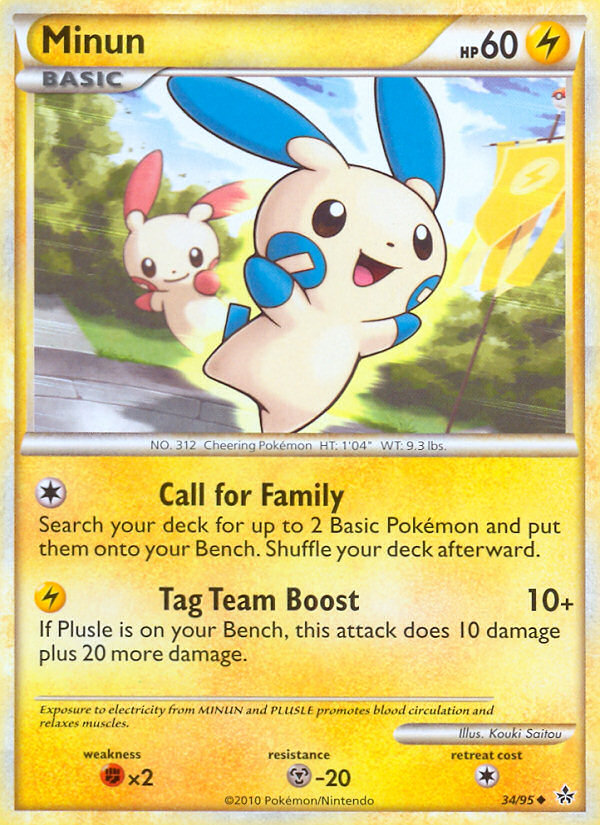 Minun
HP60
BASIC
NO. 312 Cheering Pokémon HT: 1'04" WT: 9.3 lbs.
Call for Family
Search your deck for up to 2 Basic Pokémon and put
them onto your Bench. Shuffle your deck afterward.
Tag Team Boost 10+
If Plusle is on your Bench, this attack does 10 damage
plus 20 more damage.
Exposure to electricity from MINUN and PLUSLE promotes blood circulation and
relaxes muscles.
Illus. Kouki Saitou
weakness resistance retreat cost
×2 -20
©2010 Pokémon/Nintendo 34/95